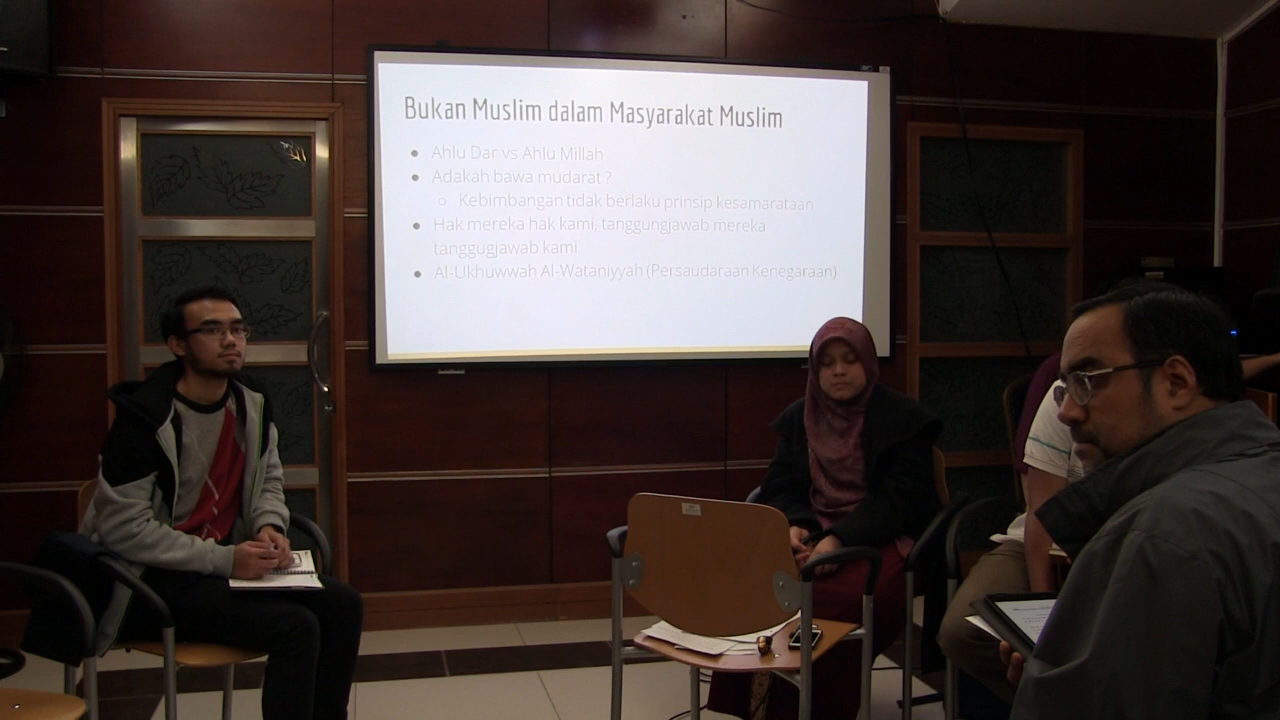 Bukan Muslim dalam Masyarakat Muslim
Ahlu Dar vs Ahlu Millah
Adakah bawa mudarat ?
Kebimbangan tidak berlaku prinsip kesamarataan
Hak mereka hak kami, tanggungjawab mereka
tanggugjawab kami
Al-Ukhuwwah Al-Wataniyyah (Persaudaraan Kenegaraan)